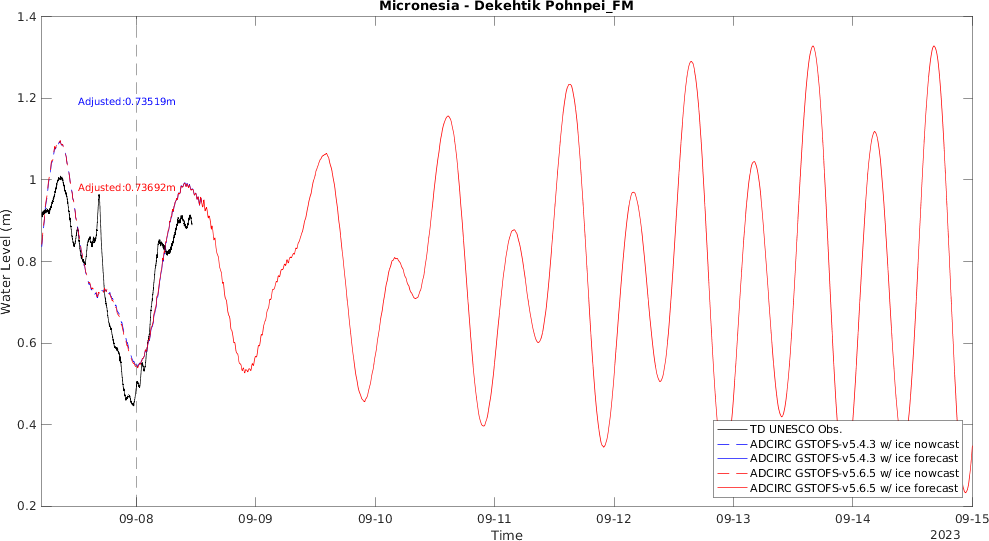 Micronesia - Dekehtik Pohnpei_FM
1.4
1.2
1
0.8
0.6
0.4
0.2
Water Level (m)
Adjusted:0.73519m
Adjusted:0.73692m
TD UNESCO Obs.
ADCIRC GSTOFS-v5.4.3 w/ ice nowcast
ADCIRC GSTOFS-v5.4.3 w/ ice forecast
ADCIRC GSTOFS-v5.6.5 w/ ice nowcast
ADCIRC GSTOFS-v5.6.5 w/ ice forecast
09-08 09-09 09-10 09-11 09-12 09-13 09-14 09-15
Time
2023